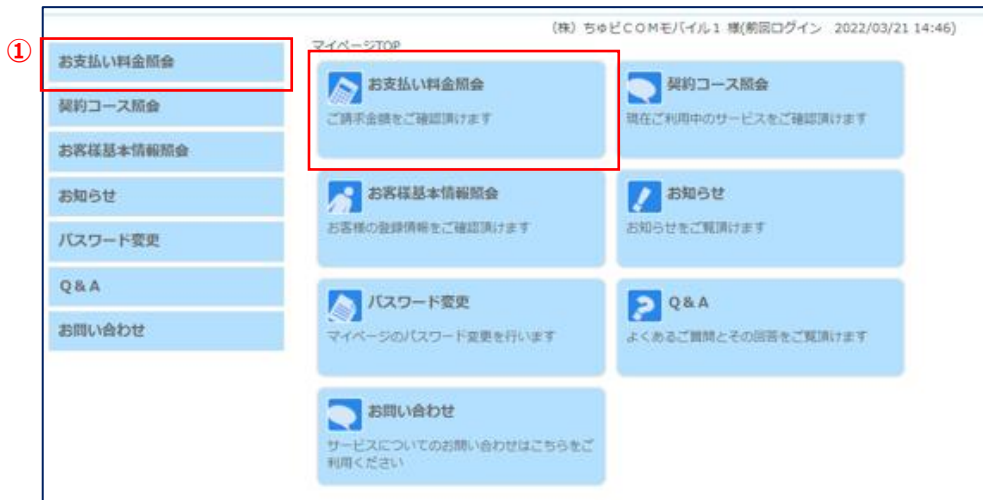 (株) ちゅピCOMモバイル1 様(前回ログイン 2022/03/21 14:46)
①
マイページTOP
お支払い料金照会
契約コース照会
お客様基本情報照会
お知らせ
パスワード変更
Q&A
お問い合わせ
お支払い料金照会
ご請求金額をご確認頂けます
契約コース照会
現在ご利用中のサービスをご確認頂けます
お客様基本情報照会
お客様の登録情報をご確認頂けます
お知らせ
お知らせをご覧頂けます
パスワード変更
マイページのパスワード変更を行います
Q&A
よくあるご質問とその回答をご覧頂けます
お問い合わせ
サービスについてのお問い合わせはこちらをご
利用ください